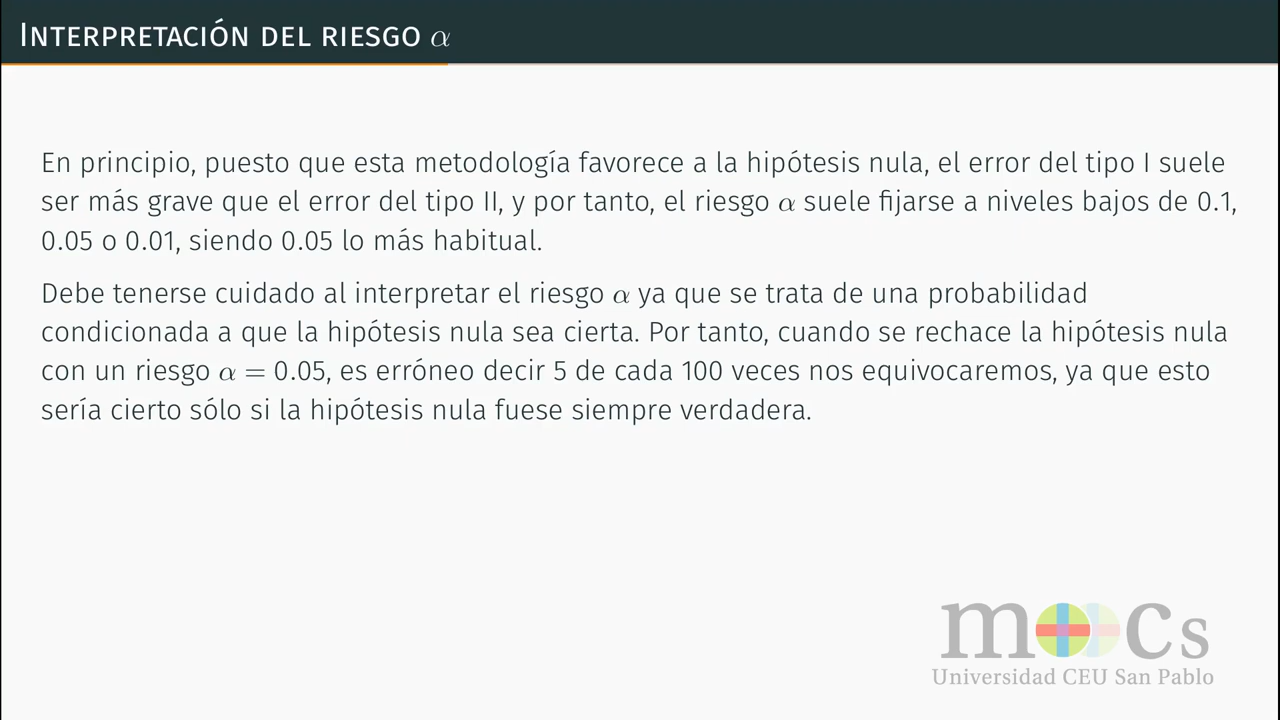 INTERPRETACIÓN DEL RIESGO α
En principio, puesto que esta metodología favorece a la hipótesis nula, el error del tipo I suele
ser más grave que el error del tipo II, y por tanto, el riesgo α suele fijarse a niveles bajos de 0.1,
0.05 o 0.01, siendo 0.05 lo más habitual.
Debe tenerse cuidado al interpretar el riesgo α ya que se trata de una probabilidad
condicionada a que la hipótesis nula sea cierta. Por tanto, cuando se rechace la hipótesis nula
con un riesgo α = 0.05, es erróneo decir 5 de cada 100 veces nos equivocaremos, ya que esto
sería cierto sólo si la hipótesis nula fuese siempre verdadera.
moocs
Universidad CEU San Pablo